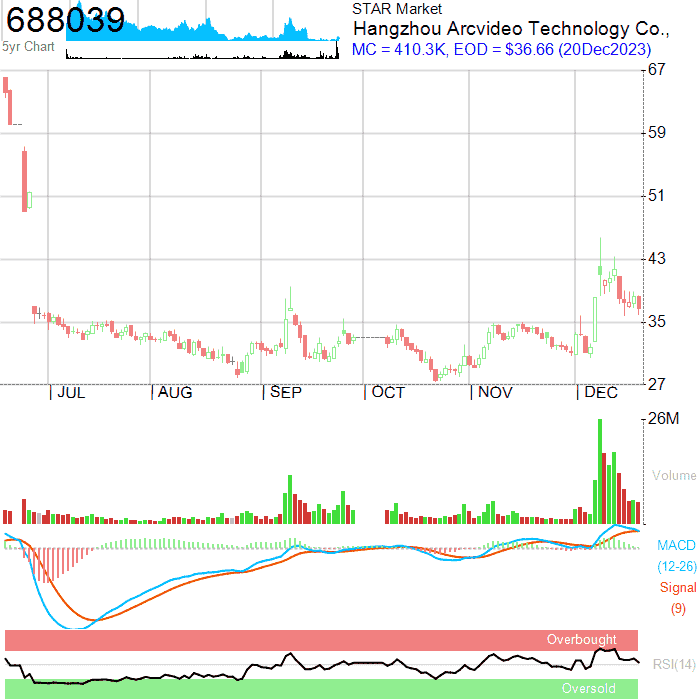 688039
5yr Chart
STAR Market
Hangzhou Arcvideo Technology Co.,
MC = 410.3K, EOD = $36.66 (20Dec2023)
67
59
51
43
35
27
JUL AUG SEP OCT NOV DEC
26M
Volume
MACD
(12-26)
Signal
(9)
Overbought
RSI(14)
Oversold